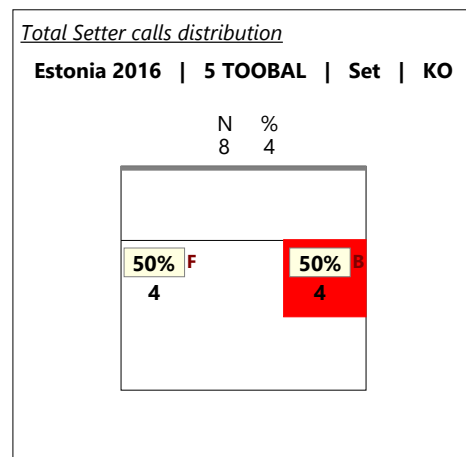 Total Setter calls distribution
Estonia 2016 | 5 TOOBAL | Set | KO
N %
8 4
50% F 50% B
4 4